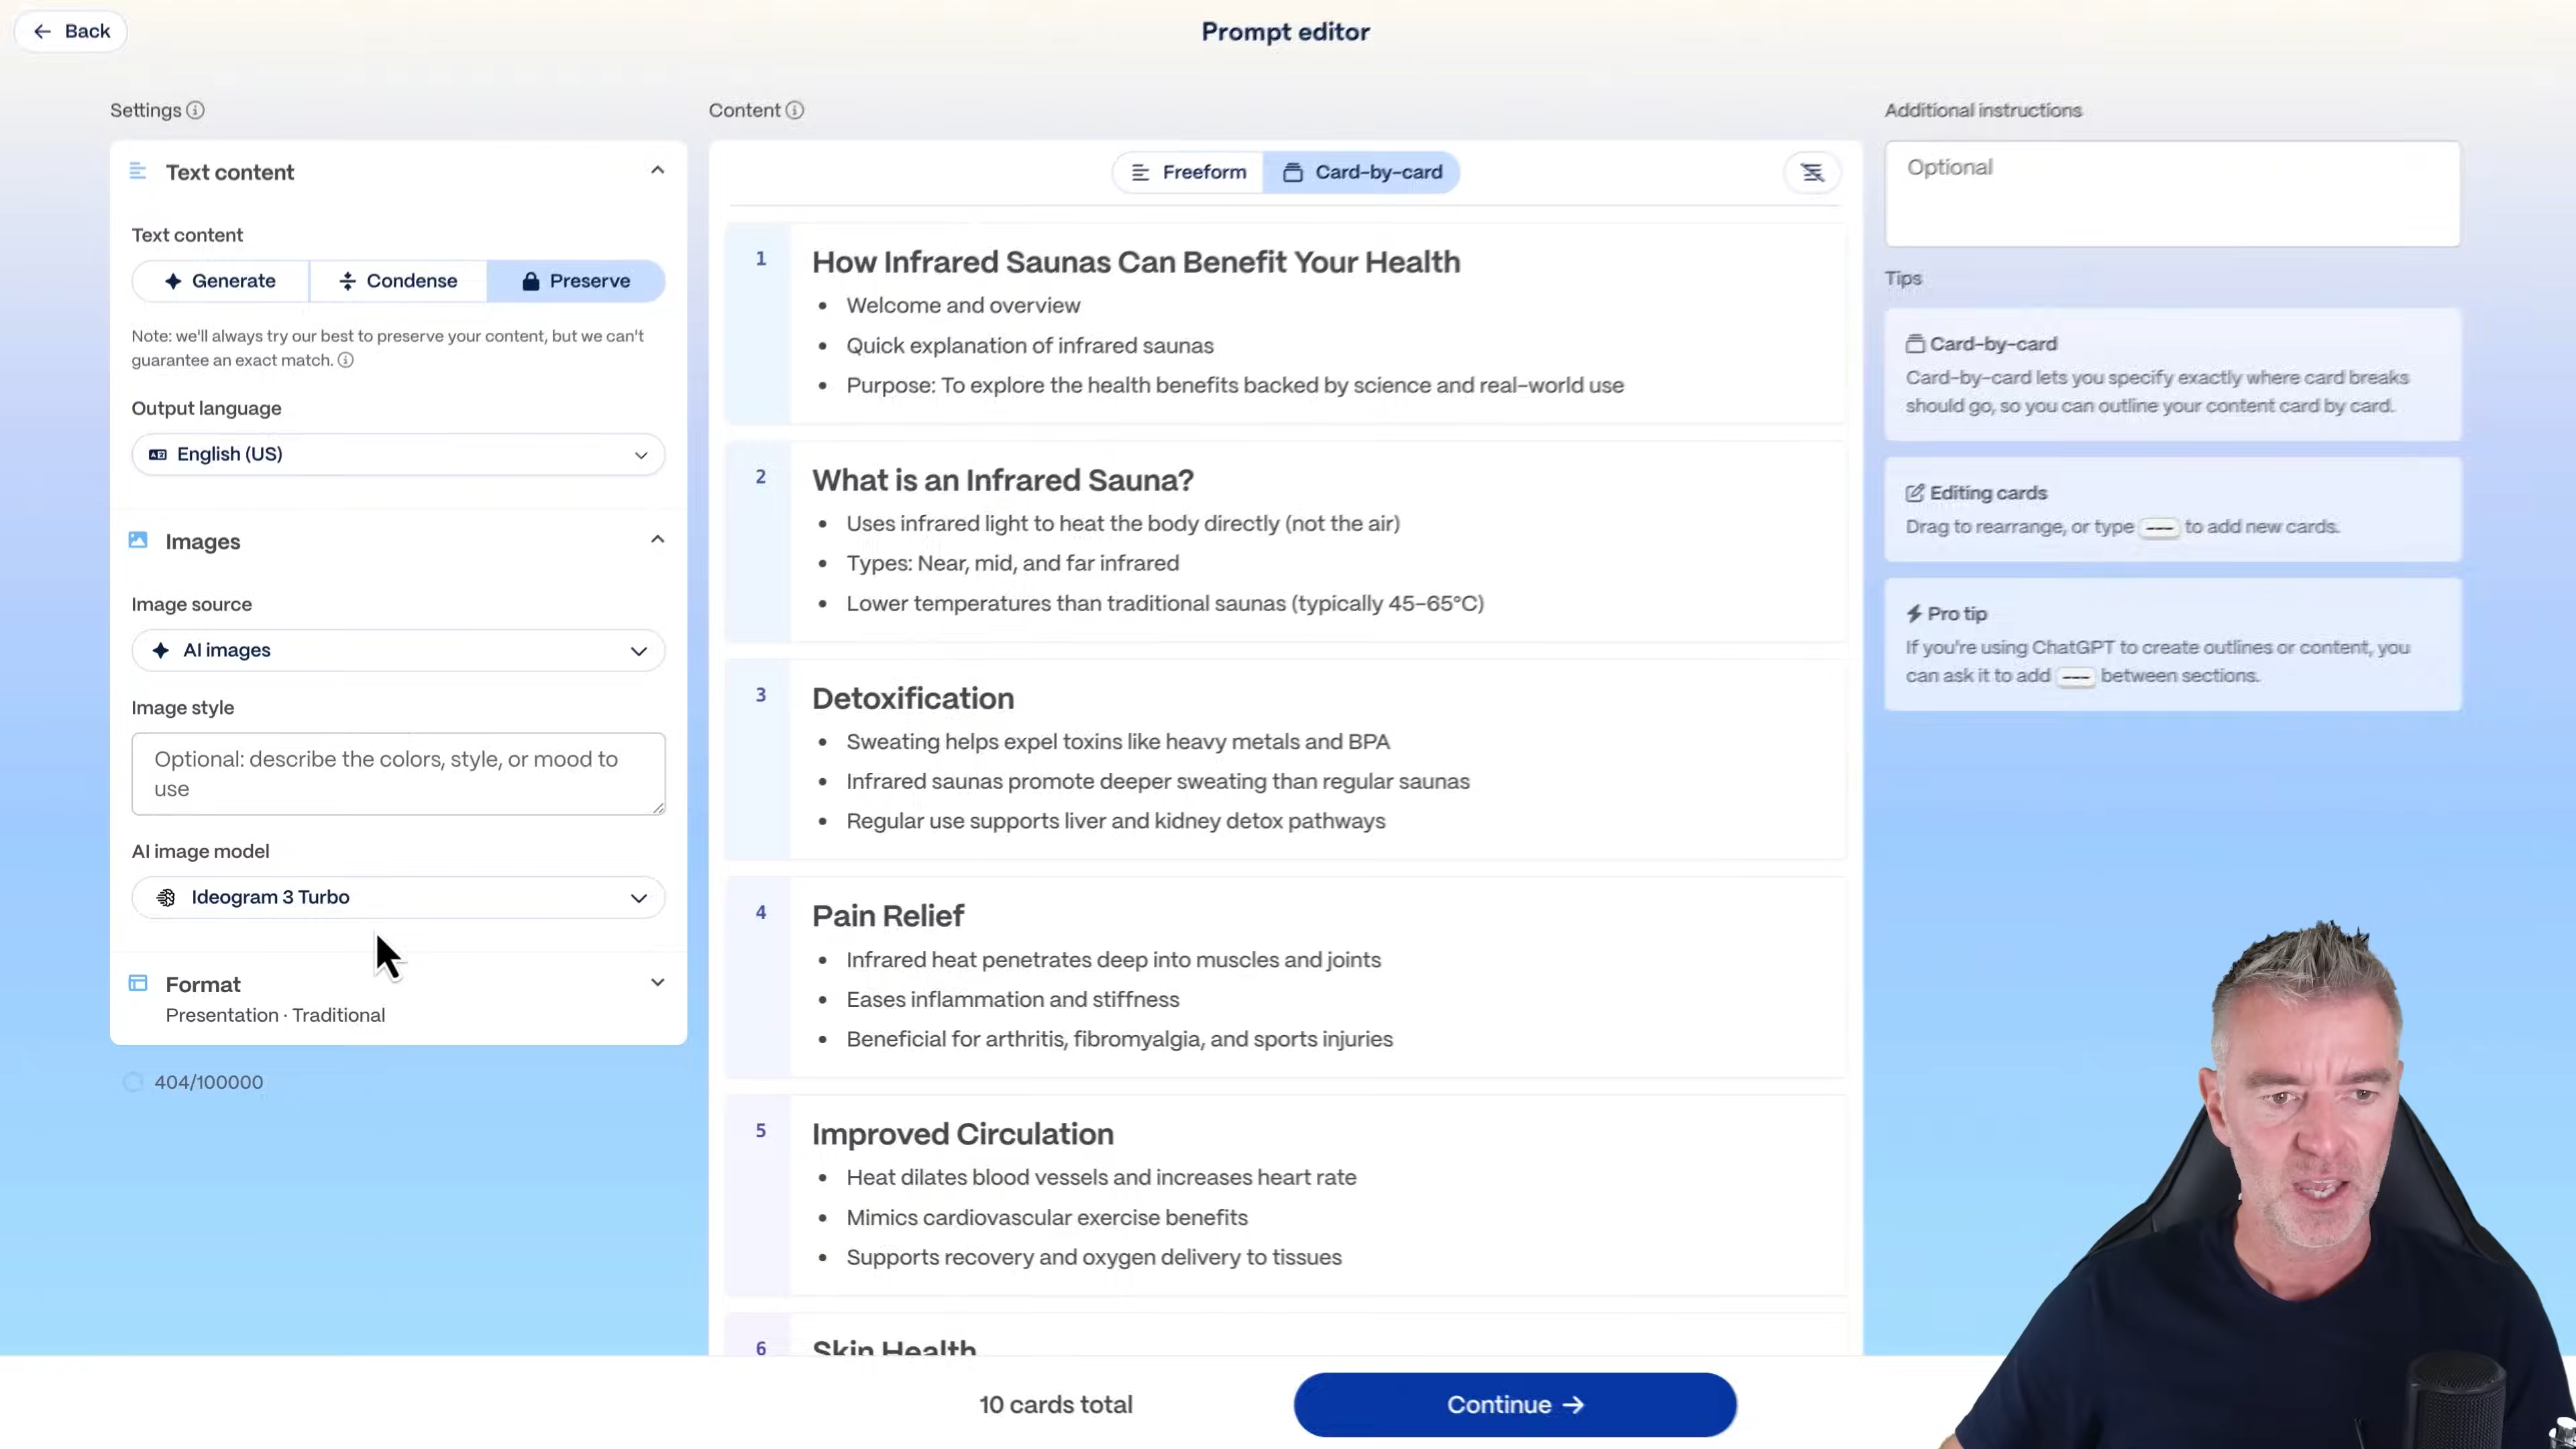 Back
Prompt editor
Settings
Content
Additional instructions
Text content
Text content
Generate
Condense
Preserve
Note: we'll always try our best to preserve your content, but we can't
guarantee an exact match.
Output language
English (US)
Images
Image source
AI images
Image style
Optional: describe the colors, style, or mood to
use
AI image model
Ideogram 3 Turbo
Format
Presentation · Traditional
404/100000
Freeform
Card-by-card
1
How Infrared Saunas Can Benefit Your Health
• Welcome and overview
• Quick explanation of infrared saunas
• Purpose: To explore the health benefits backed by science and real-world use
2
What is an Infrared Sauna?
• Uses infrared light to heat the body directly (not the air)
• Types: Near, mid, and far infrared
• Lower temperatures than traditional saunas (typically 45–65°C)
3
Detoxification
• Sweating helps expel toxins like heavy metals and BPA
• Infrared saunas promote deeper sweating than regular saunas
• Regular use supports liver and kidney detox pathways
4
Pain Relief
• Infrared heat penetrates deep into muscles and joints
• Eases inflammation and stiffness
• Beneficial for arthritis, fibromyalgia, and sports injuries
5
Improved Circulation
• Heat dilates blood vessels and increases heart rate
• Mimics cardiovascular exercise benefits
• Supports recovery and oxygen delivery to tissues
6
Skin Health
10 cards total
Continue →
Optional
Tips
Card-by-card
Card-by-card lets you specify exactly where card breaks
should go, so you can outline your content card by card.
Editing cards
Drag to rearrange, or type --- to add new cards.
Pro tip
If you're using ChatGPT to create outlines or content, you
can ask it to add --- between sections.